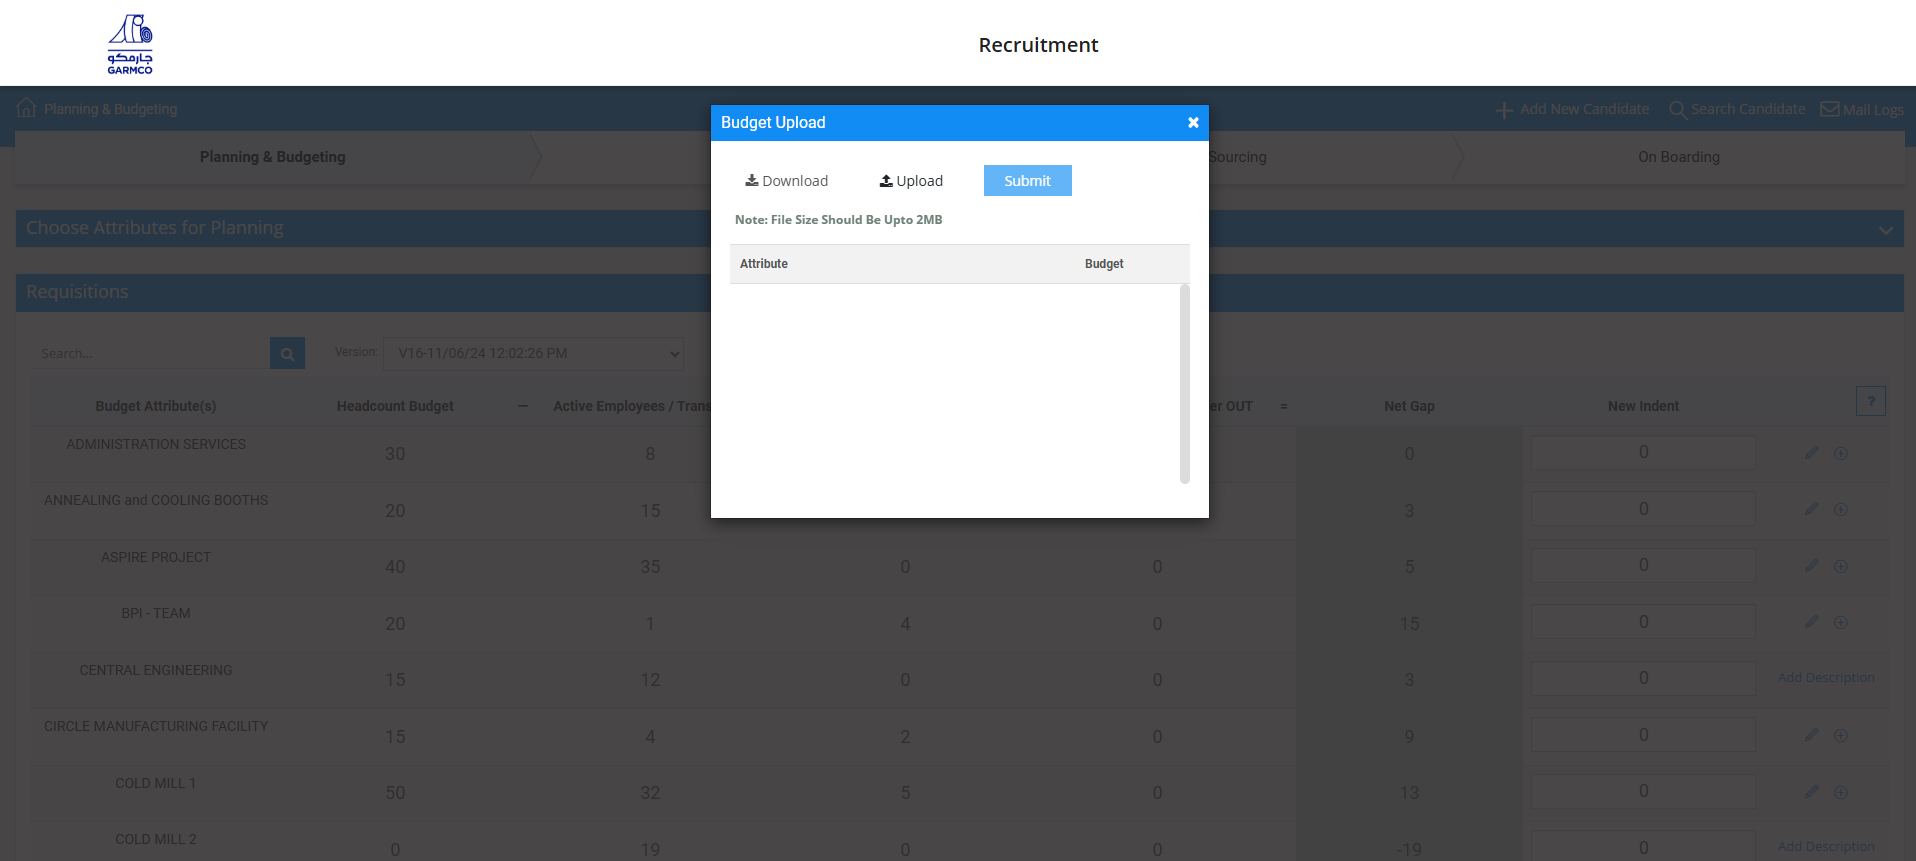 جارمكو
GARMCO
Recruitment
Planning & Budgeting
Add New Candidate Search Candidate Mail Logs
Planning & Budgeting Sourcing On Boarding
Budget Upload
Download Upload Submit
Note: File Size Should Be Upto 2MB
Attribute Budget
Choose Attributes for Planning
Requisitions
Search... Version: V16-11/06/24 12:02:26 PM
Budget Attribute(s) Headcount Budget – Active Employees / Trans er OUT = Net Gap New Indent ?
ADMINISTRATION SERVICES 30 8 0 0
ANNEALING and COOLING BOOTHS 20 15 3 0
ASPIRE PROJECT 40 35 0 0 5 0
BPI - TEAM 20 1 4 0 15 0
CENTRAL ENGINEERING 15 12 0 0 3 0 Add Description
CIRCLE MANUFACTURING FACILITY 15 4 2 0 9 0
COLD MILL 1 50 32 5 0 13 0
COLD MILL 2 0 19 0 0 -19 0 Add Description